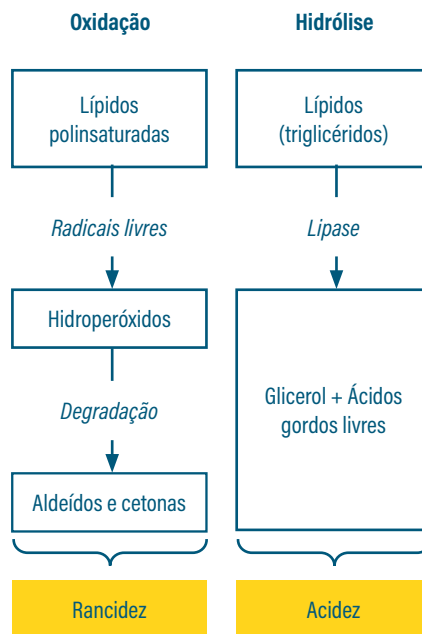 Oxidação
Lípidos
polinsaturadas
Radicais livres
Hidroperóxidos
Degradação
Aldeídos e cetonas
Rancidez
Hidrólise
Lípidos
(triglicéridos)
Lipase
Glicerol + Ácidos
gordos livres
Acidez